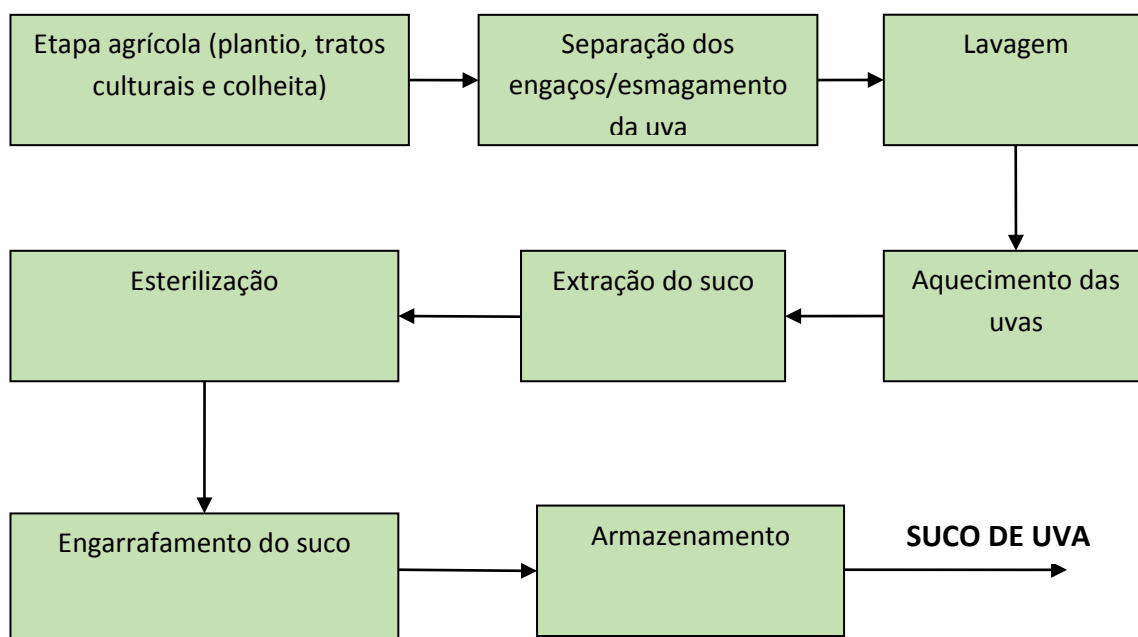 Etapa agrícola (plantio, tratos
culturais e colheita)
Separação dos
engaços/esmagamento
da uva
Lavagem
Aquecimento das
uvas
Extração do suco
Esterilização
Engarrafamento do suco
Armazenamento
SUCO DE UVA